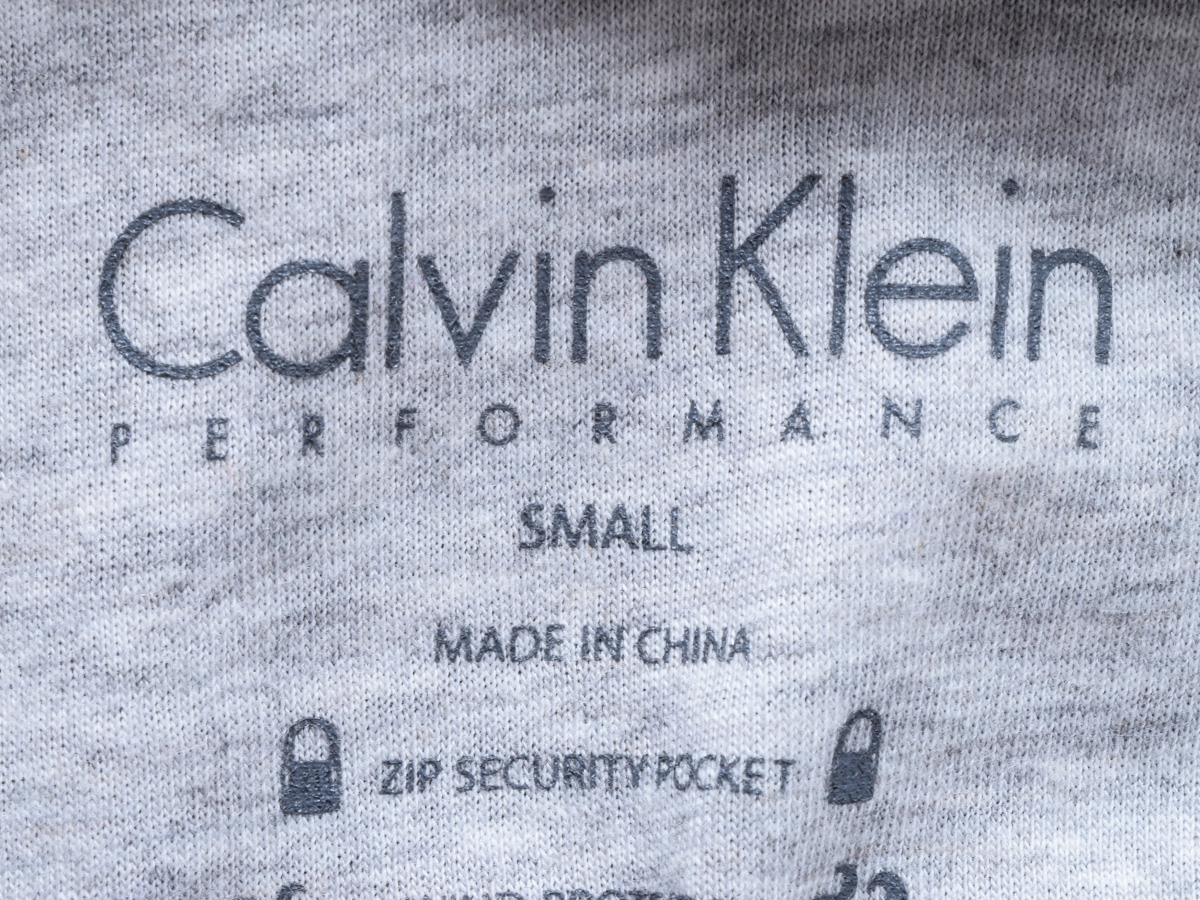 Calvin Klein
PERFORMANCE
SMALL
MADE IN CHINA
ZIP SECURITY POCKET